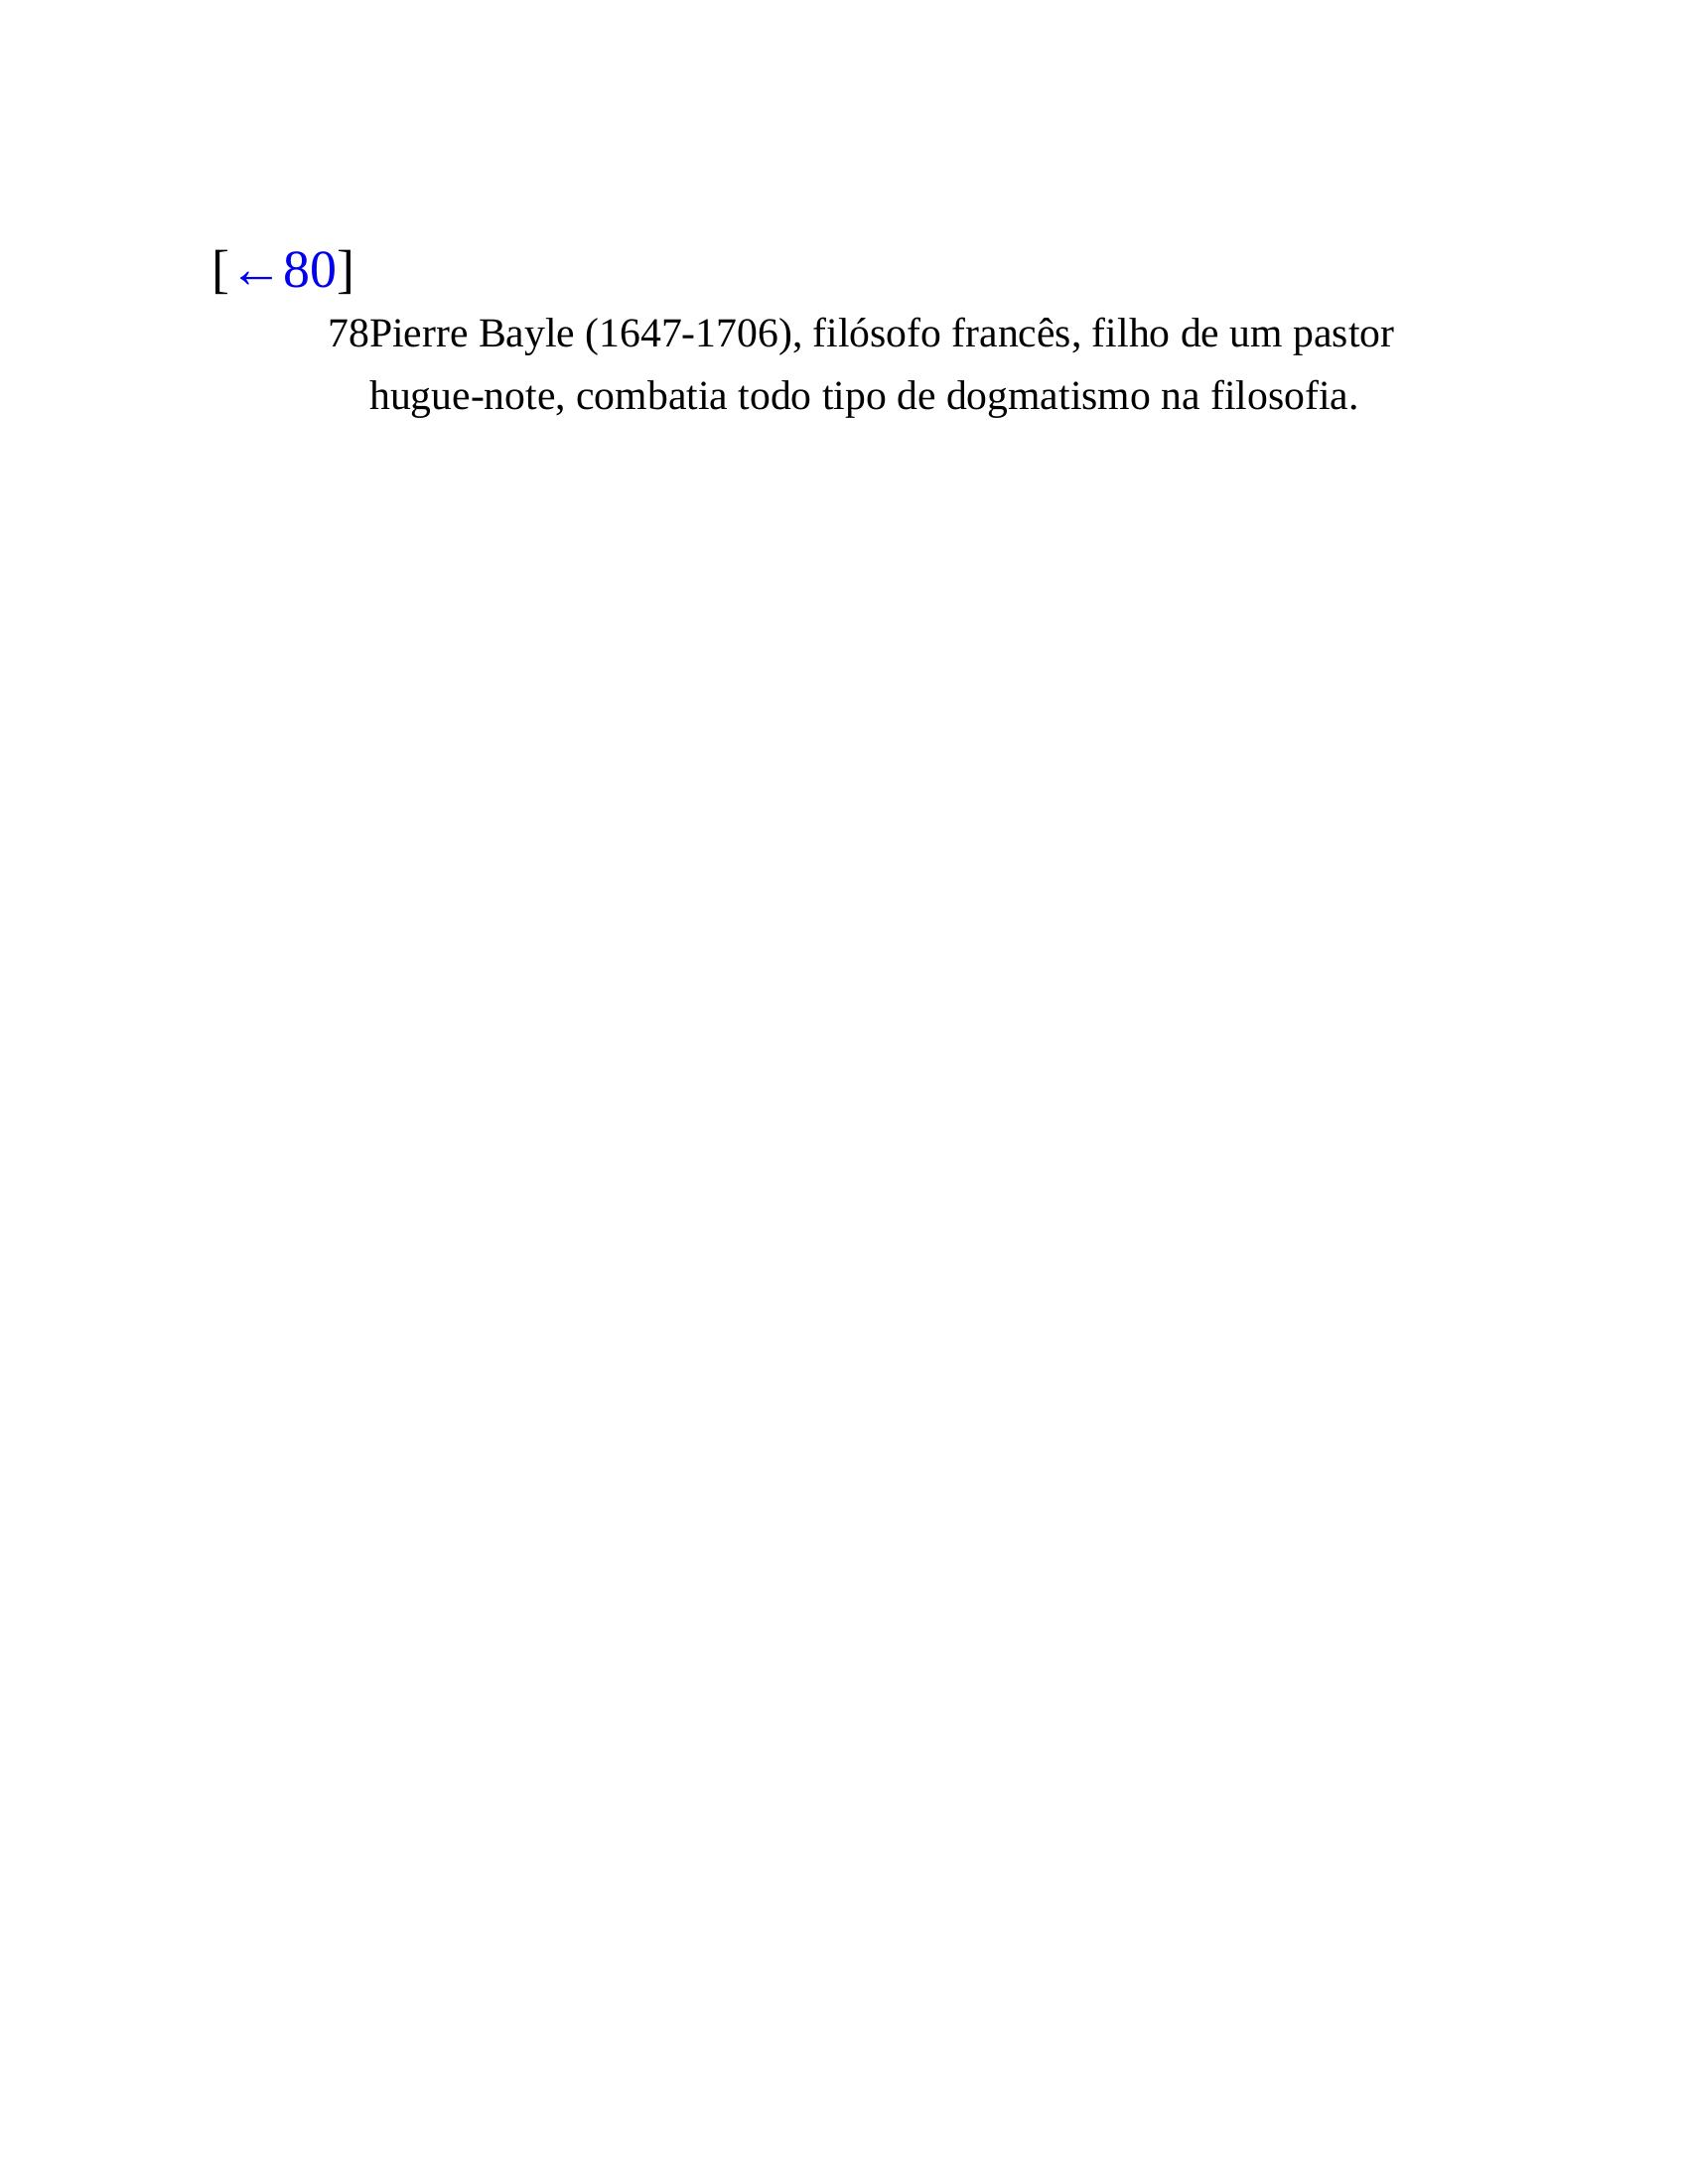 [←80]
78Pierre Bayle (1647-1706), filósofo francês, filho de um pastor
hugue-note, combatia todo tipo de dogmatismo na filosofia.